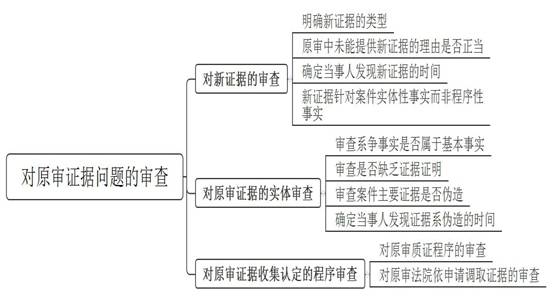 明确新证据的类型
原审中未能提供新证据的理由是否正当
对新证据的审查
确定当事人发现新证据的时间
新证据针对案件实体性事实而非程序性
事实
审查系争事实是否属于基本事实
对原审证据问题的审查
审查是否缺乏证据证明
对原审证据的实体审查
审查案件主要证据是否伪造
确定当事人发现证据系伪造的时间
对原审质证程序的审查
对原审证据收集认定的程序审查
对原审法院依申请调取证据的审查